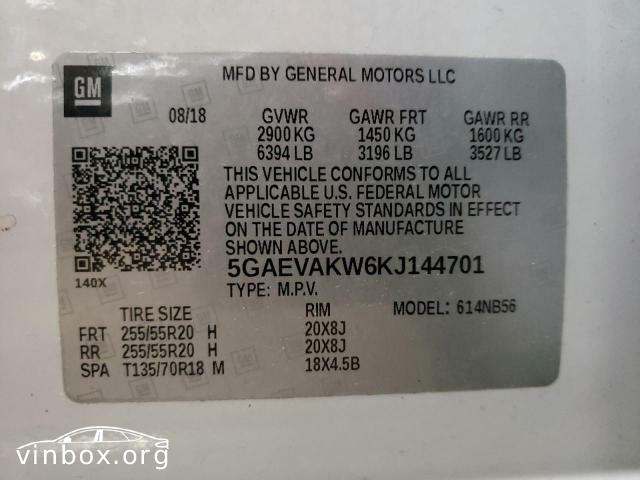 GM
MFD BY GENERAL MOTORS LLC
08/18 GVWR GAWR FRT GAWR RR
2900 KG 1450 KG 1600 KG
6394 LB 3196 LB 3527 LB
THIS VEHICLE CONFORMS TO ALL
APPLICABLE U.S. FEDERAL MOTOR
VEHICLE SAFETY STANDARDS IN EFFECT
ON THE DATE OF MANUFACTURE
SHOWN ABOVE.
5GAEVAKW6KJ144701
140X
TYPE: M.P.V.
MODEL: 614NB56
TIRE SIZE RIM
FRT 255/55R20 H 20X8J
RR 255/55R20 H 20X8J
SPA T135/70R18 M 18X4.5B
vinbox.org